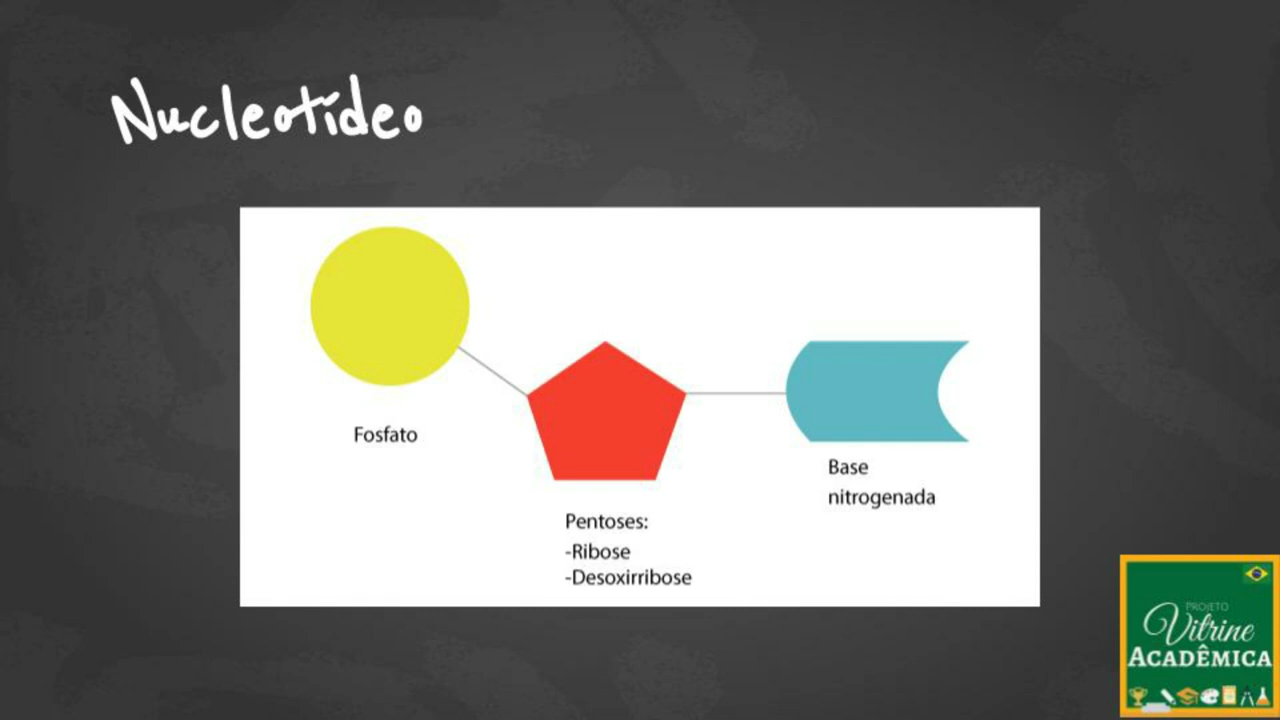 Nucleotídeo
Fosfato
Base
nitrogenada
Pentoses:
-Ribose
-Desoxirribose
PROJETO
Vitrine
ACADÊMICA